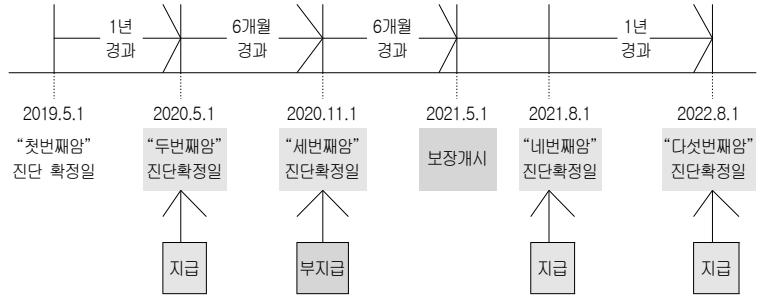 1년
경과
6개월
경과
6개월
경과
1년
경과
2019.5.1
2020.5.1
2020.11.1
2021.5.1
2021.8.1
2022.8.1
“첫번째암”
진단 확정일
“두번째암”
진단확정일
“세번째암”
진단확정일
보장개시
“네번째암”
진단확정일
“다섯번째암”
진단확정일
지급
부지급
지급
지급